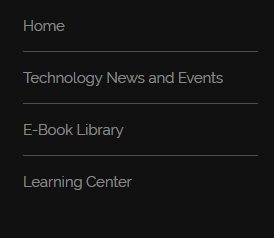 Home
Technology News and Events
E-Book Library
Learning Center